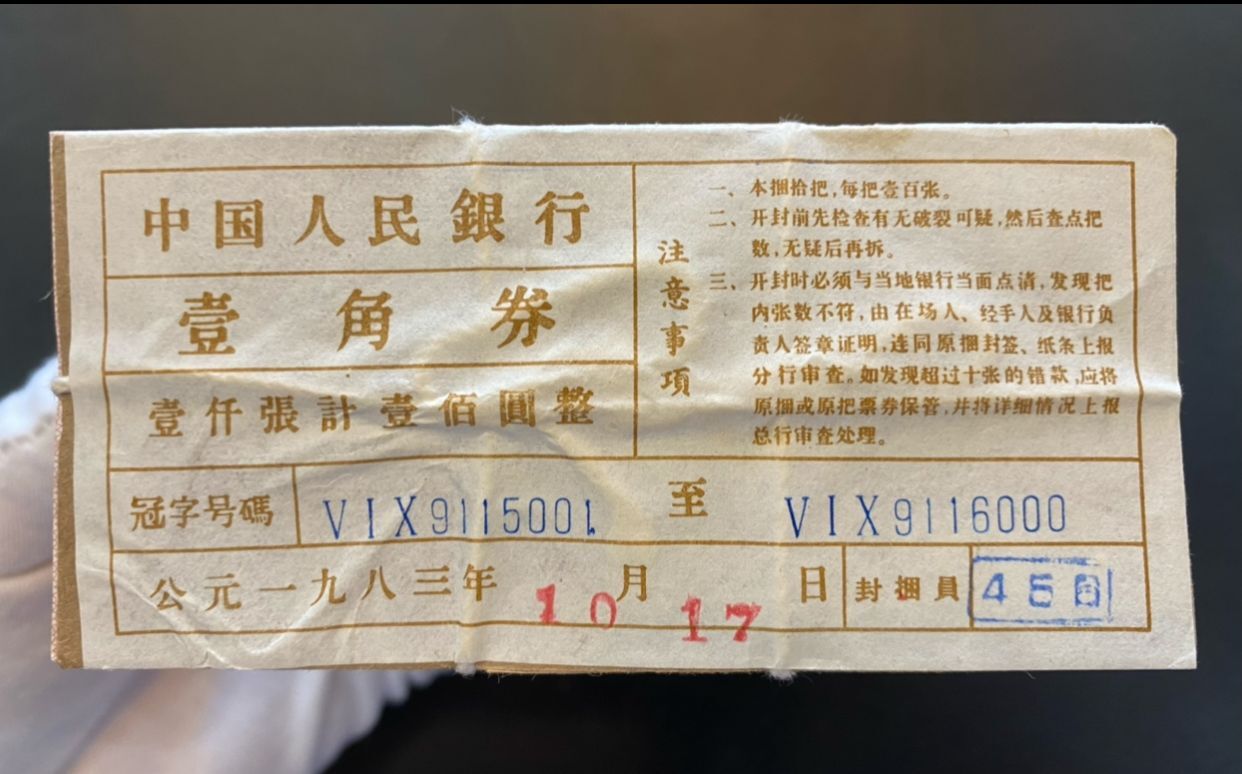 中国人民銀行
壹角券
壹仟張計壹佰圓整
注意事項
一、本捆拾把,每把壹百张。
二、开封前先检查有无破裂可疑,然后查点把
数,无疑后再拆。
三、开封时必须与当地银行当面点清,发现把
内张数不符,由在场人、经手人及银行负
责人签章证明,连同原捆封签、纸条上报
分行审查。如发现超过十张的错款,应将
原捆或原把票券保管,并将详细情况上报
总行审查处理。
冠字号碼 VIX9115001 至 VIX9116000
公元一九八三年 10 月 17 日 封捆員